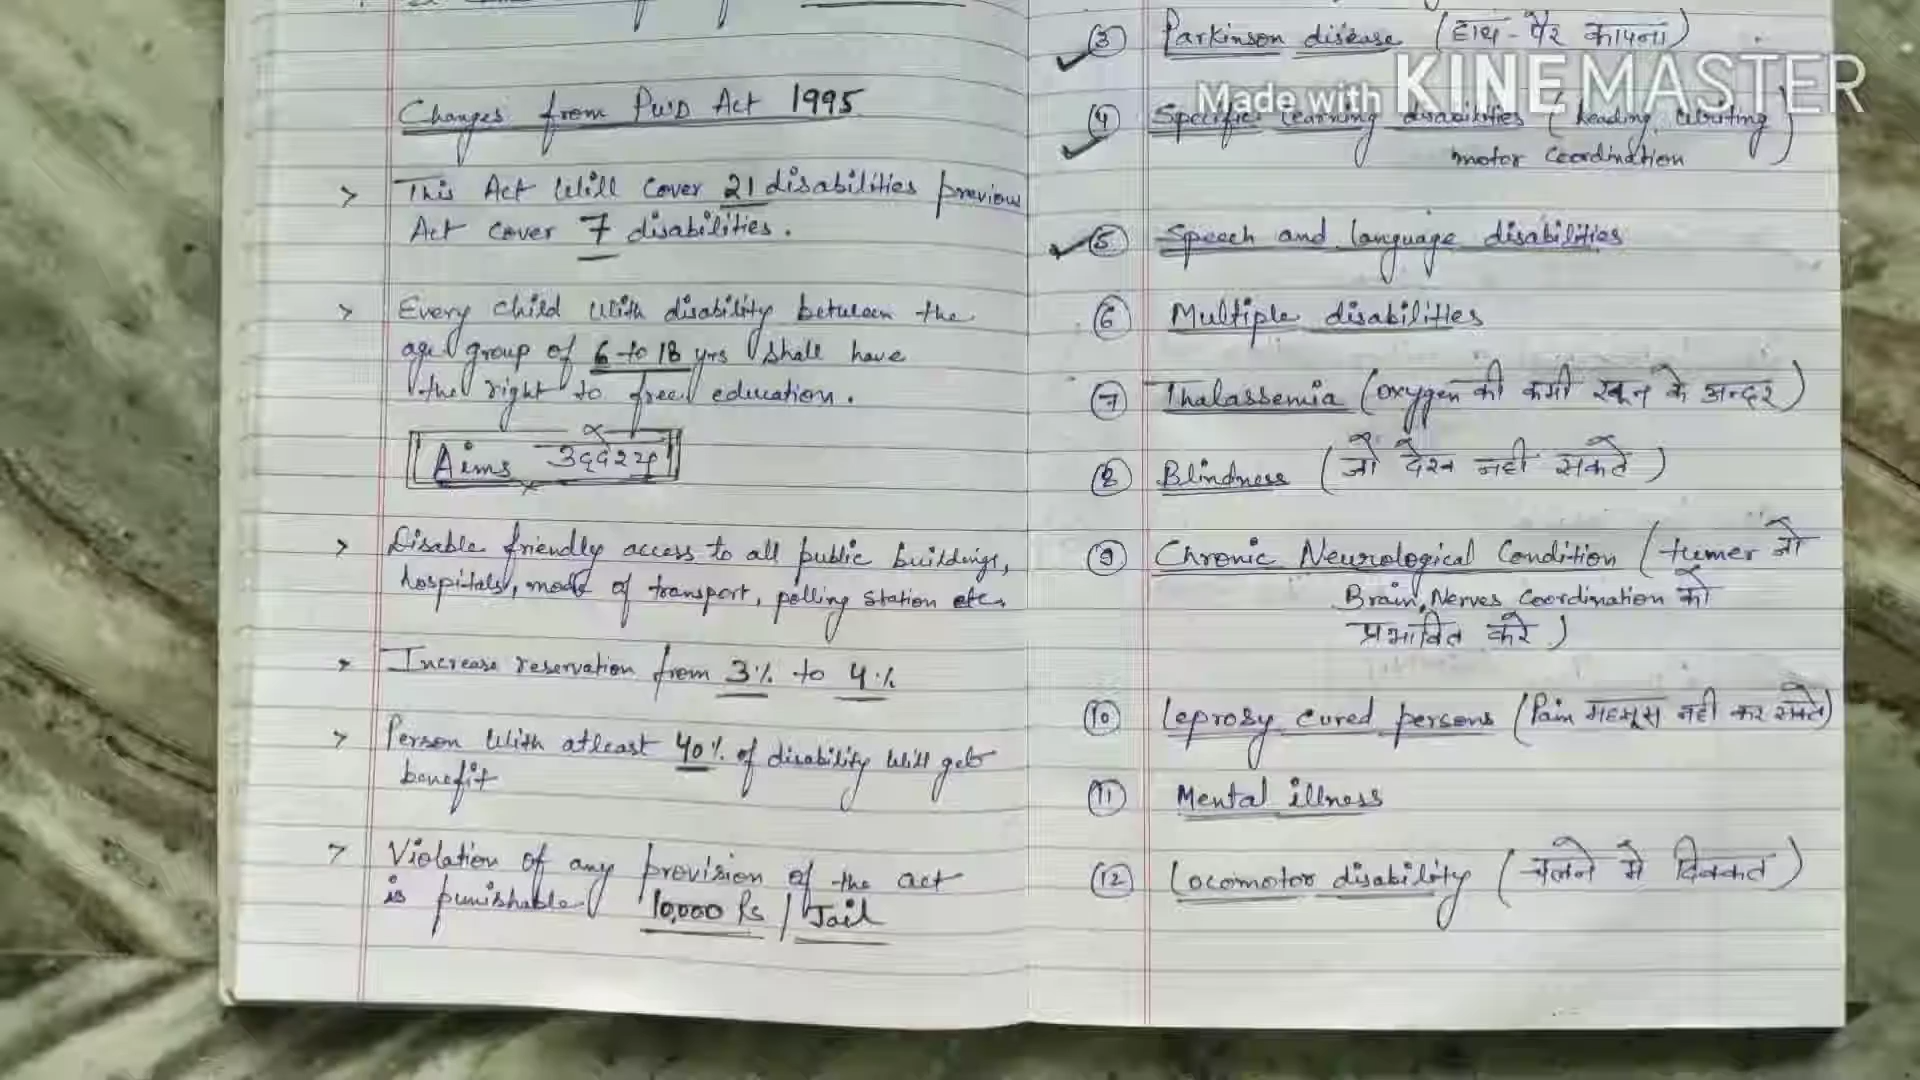 Changes from PWD Act 1995
> This Act will cover 21 disabilities previous
Act cover 7 disabilities.
> Every child with disability between the
age group of 6 to 18 yrs shall have
the right to free education.
Aims उद्देश्य
> Disable friendly access to all public buildings,
hospitals, mode of transport, polling station etc.
> Increase reservation from 3% to 4%
> Person with atleast 40% of disability will get
benefit
> Violation of any provision of the act
is punishable 10,000 Rs / Jail
③ Parkinson disease (हाथ-पैर कापना)
Made with KINEMASTER
④ Specific learning disabilities (Reading, writing
motor coordination)
⑤ Speech and language disabilities
⑥ Multiple disabilities
⑦ Thalassemia (oxygen की कमी खून के अन्दर)
⑧ Blindness (जो देख नही सकते)
⑨ Chronic Neurological Condition (tumer जो
Brain, Nerves Coordination को
प्रभावित करे)
⑩ Leprosy cured persons (Pain महसूस नही कर सकते)
⑪ Mental illness
⑫ Locomotor disability (चलने मे दिक्कत)